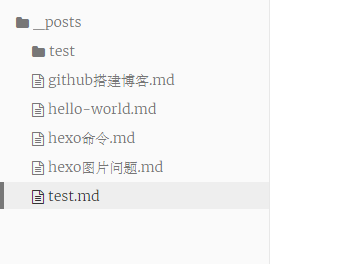 _posts
test
github搭建博客.md
hello-world.md
hexo命令.md
hexo图片问题.md
test.md